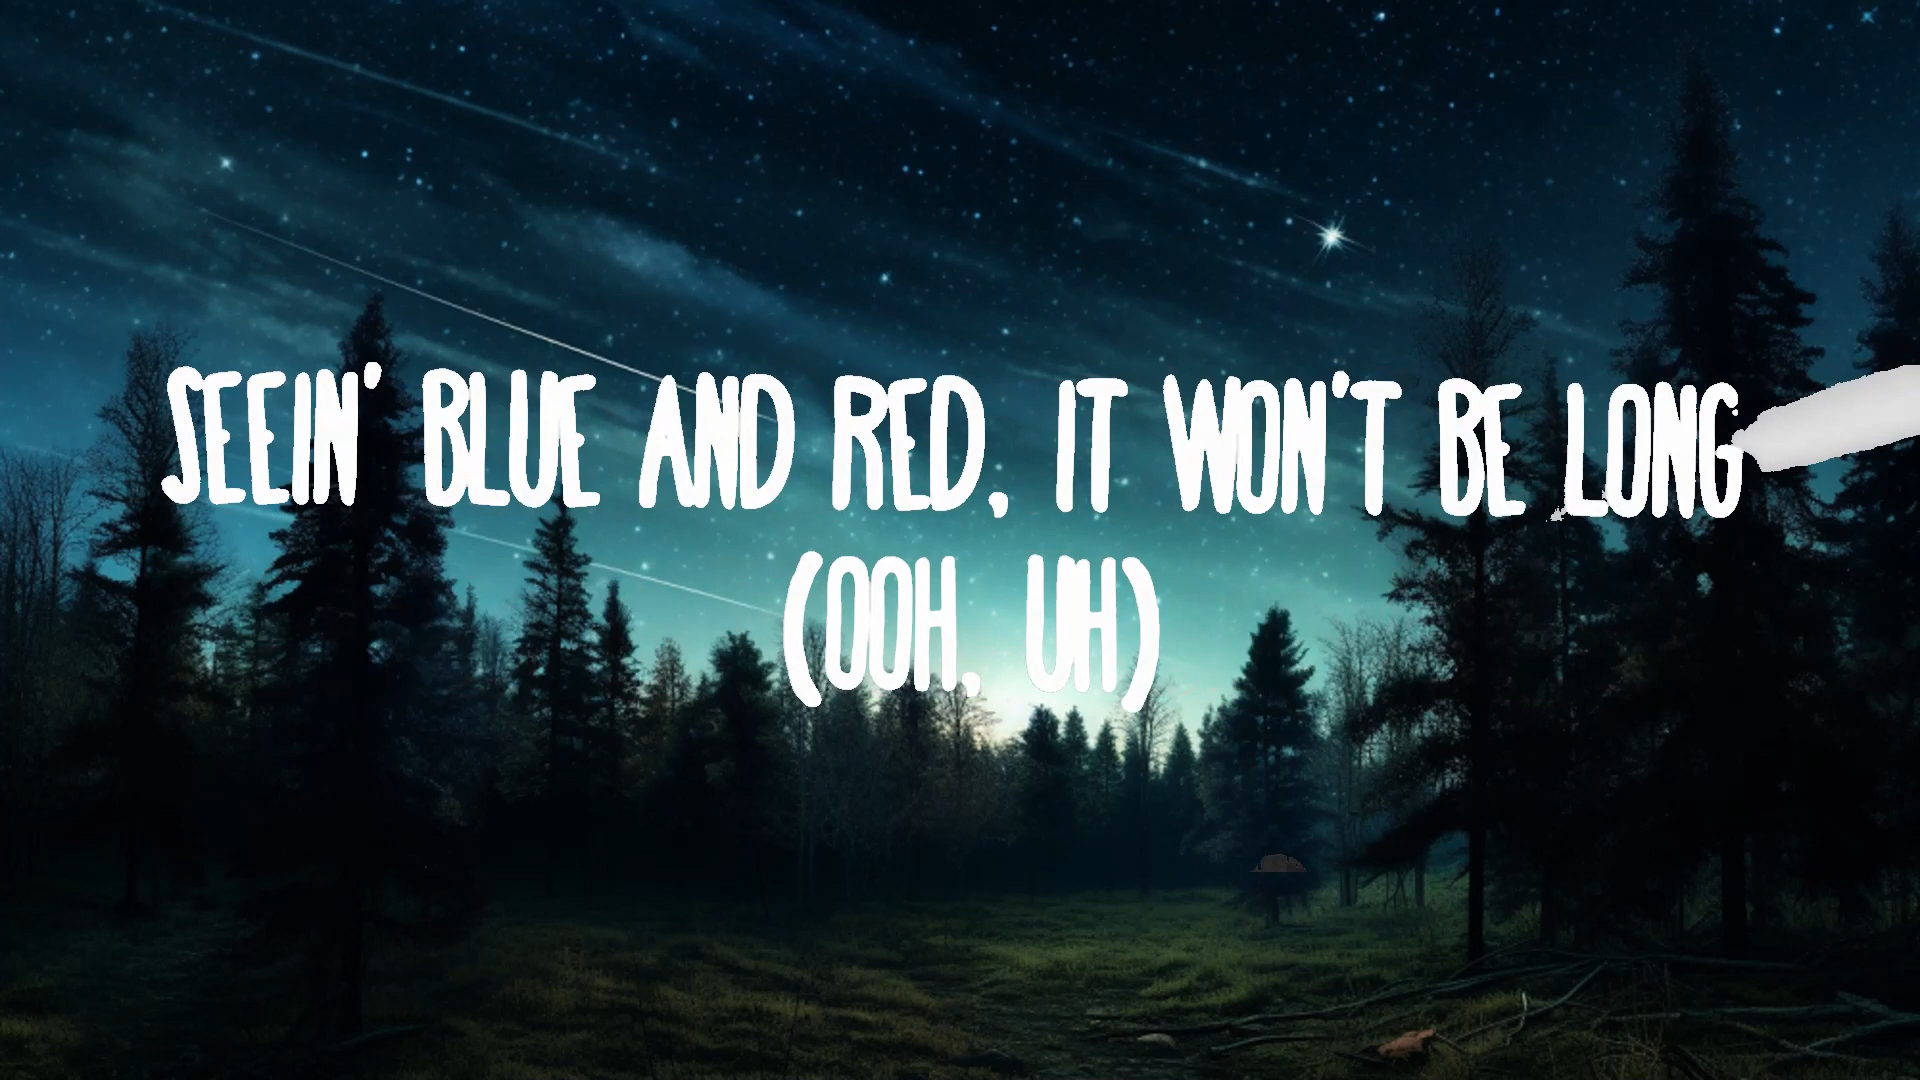 SEEIN' BLUE AND RED, IT WON'T BE LONG
(OOH, UH)